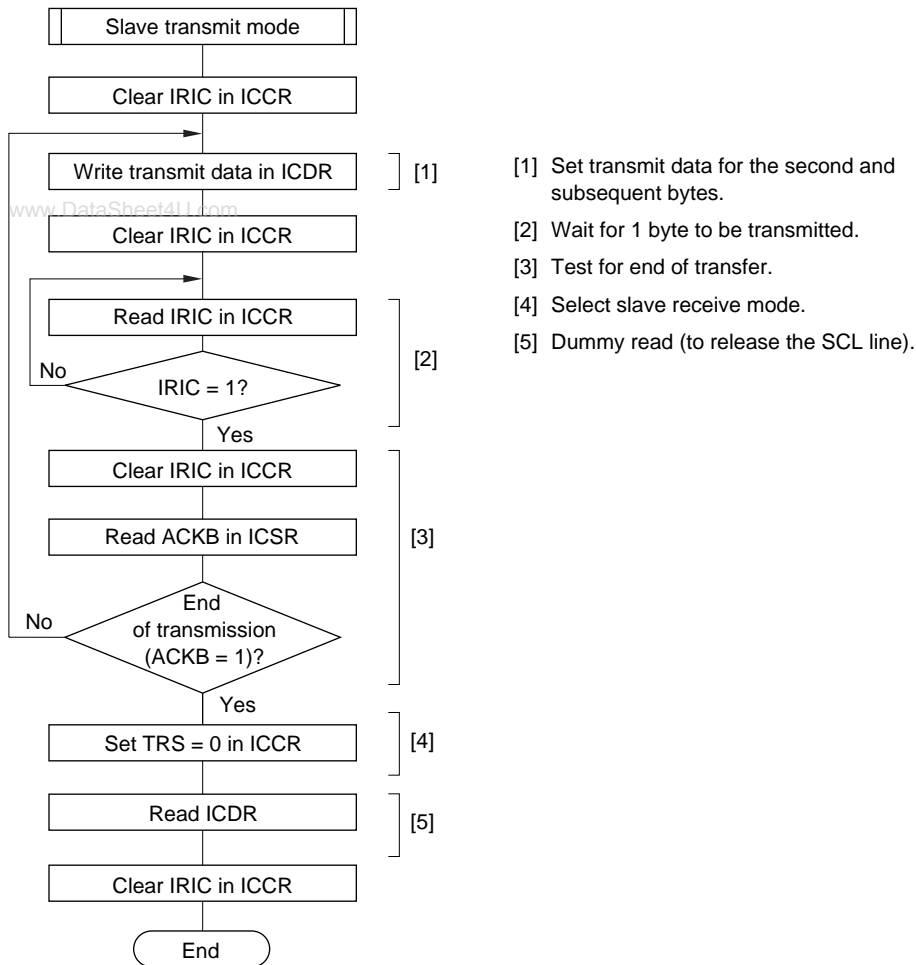 Slave transmit mode
Clear IRIC in ICCR
Write transmit data in ICDR
[1]
www.DataSheet4U.com
Clear IRIC in ICCR
Read IRIC in ICCR
[2]
No
IRIC = 1?
Yes
Clear IRIC in ICCR
Read ACKB in ICSR
[3]
No
End
of transmission
(ACKB = 1)?
Yes
Set TRS = 0 in ICCR
[4]
Read ICDR
[5]
Clear IRIC in ICCR
End
[1] Set transmit data for the second and
subsequent bytes.
[2] Wait for 1 byte to be transmitted.
[3] Test for end of transfer.
[4] Select slave receive mode.
[5] Dummy read (to release the SCL line).